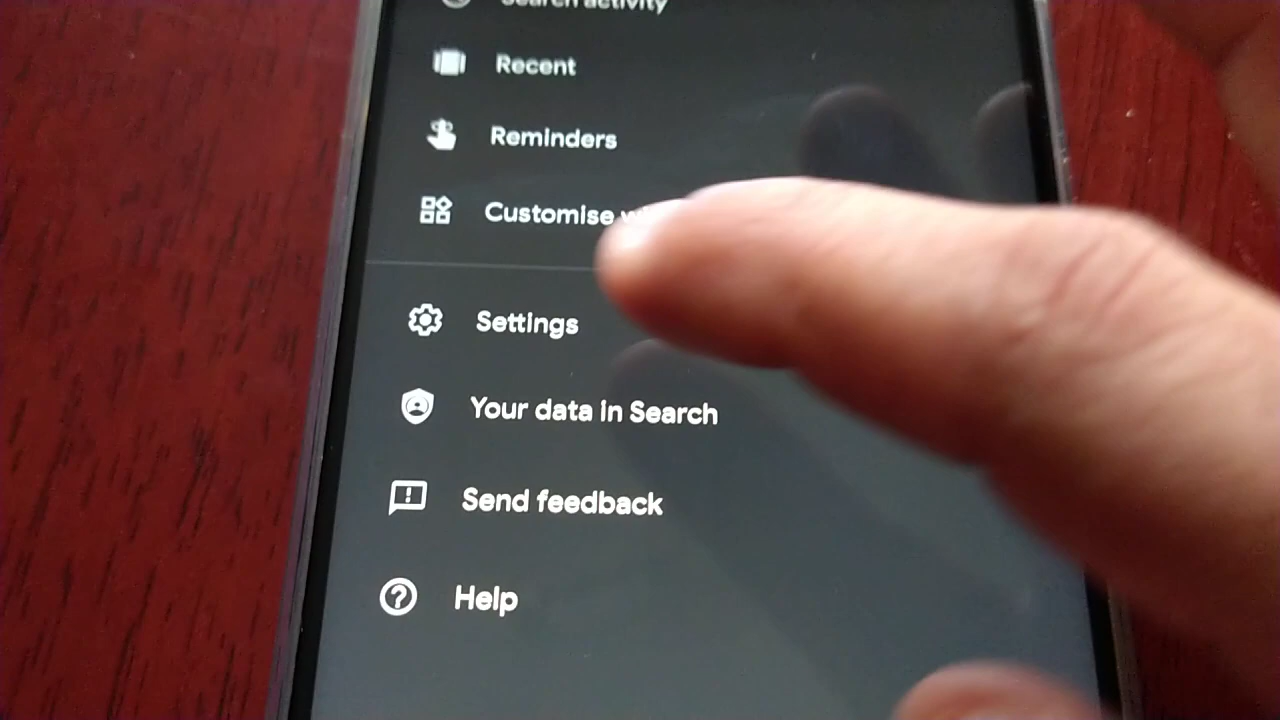 Search activity
Recent
Reminders
Customise
Settings
Your data in Search
Send feedback
Help